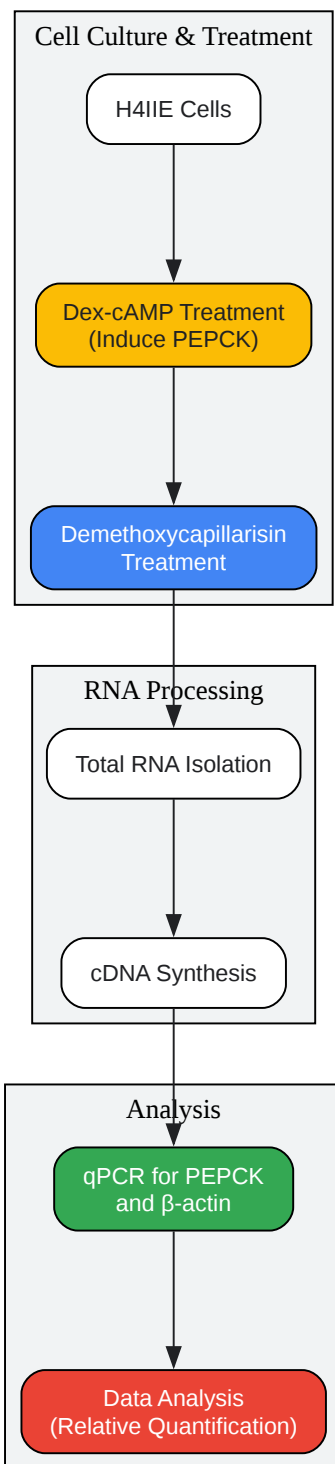 Cell Culture & Treatment
H4IIE Cells
Dex-cAMP Treatment
(Induce PEPCK)
Demethoxycapillarisin
Treatment
RNA Processing
Total RNA Isolation
cDNA Synthesis
Analysis
qPCR for PEPCK
and β-actin
Data Analysis
(Relative Quantification)